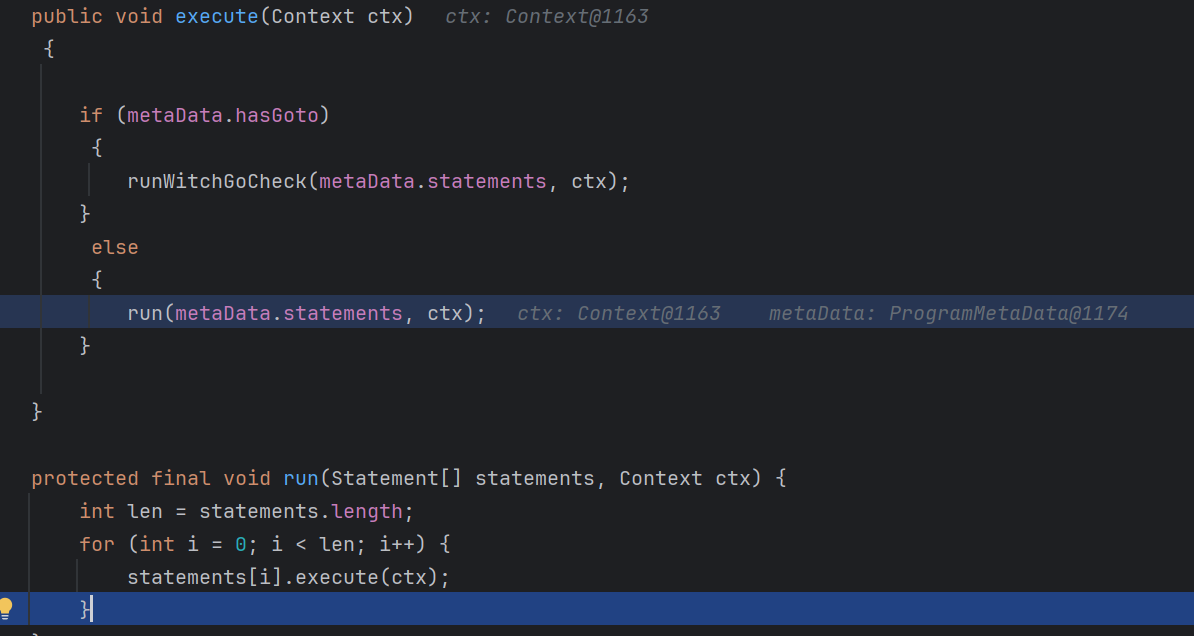 public void execute(Context ctx)   ctx: Context@1163
{
if (metaData.hasGoto)
{
runWitchGoCheck(metaData.statements, ctx);
}
else
{
run(metaData.statements, ctx);   ctx: Context@1163    metaData: ProgramMetaData@1174
}
}
protected final void run(Statement[] statements, Context ctx) {
int len = statements.length;
for (int i = 0; i < len; i++) {
statements[i].execute(ctx);
}